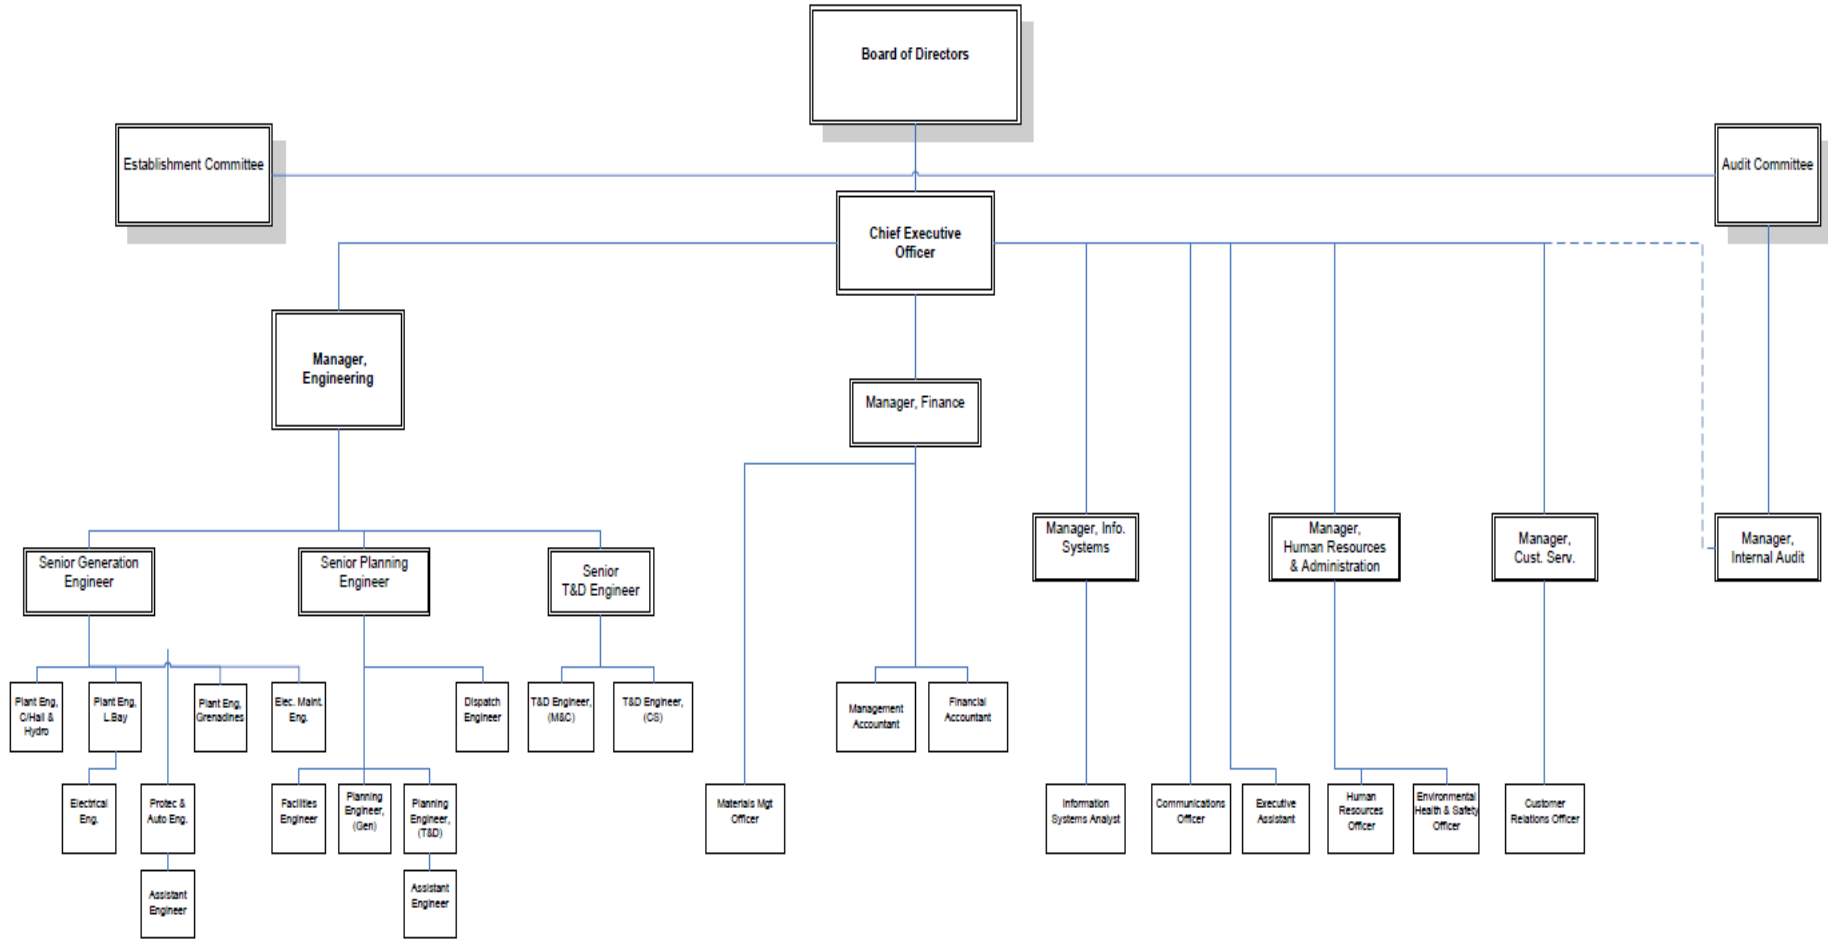 Board of Directors
Establishment Committee
Audit Committee
Chief Executive
Officer
Manager,
Engineering
Manager, Finance
Manager, Info.
Systems
Manager,
Human Resources
& Administration
Manager,
Cust. Serv.
Manager,
Internal Audit
Senior Generation
Engineer
Senior Planning
Engineer
Senior
T&D Engineer
Plant Eng,
C/Hall &
Hydro
Plant Eng,
L.Bay
Plant Eng,
Grenadines
Elec. Maint.
Eng.
Dispatch
Engineer
T&D Engineer,
(M&C)
T&D Engineer,
(CS)
Management
Accountant
Financial
Accountant
Electrical
Eng.
Protec &
Auto Eng.
Facilities
Engineer
Planning
Engineer,
(Gen)
Planning
Engineer,
(T&D)
Materials Mgt
Officer
Information
Systems Analyst
Communications
Officer
Executive
Assistant
Human
Resources
Officer
Environmental
Health & Safety
Officer
Customer
Relations Officer
Assistant
Engineer
Assistant
Engineer